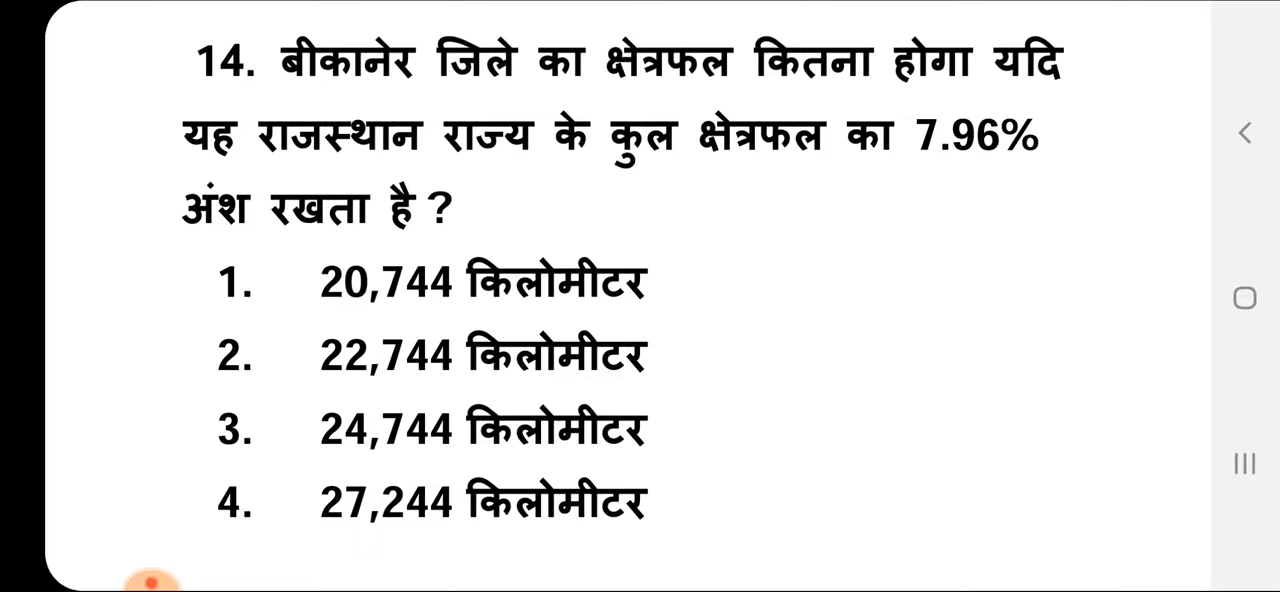 14. बीकानेर जिले का क्षेत्रफल कितना होगा यदि
यह राजस्थान राज्य के कुल क्षेत्रफल का 7.96%
अंश रखता है ?
1. 20,744 किलोमीटर
2. 22,744 किलोमीटर
3. 24,744 किलोमीटर
4. 27,244 किलोमीटर